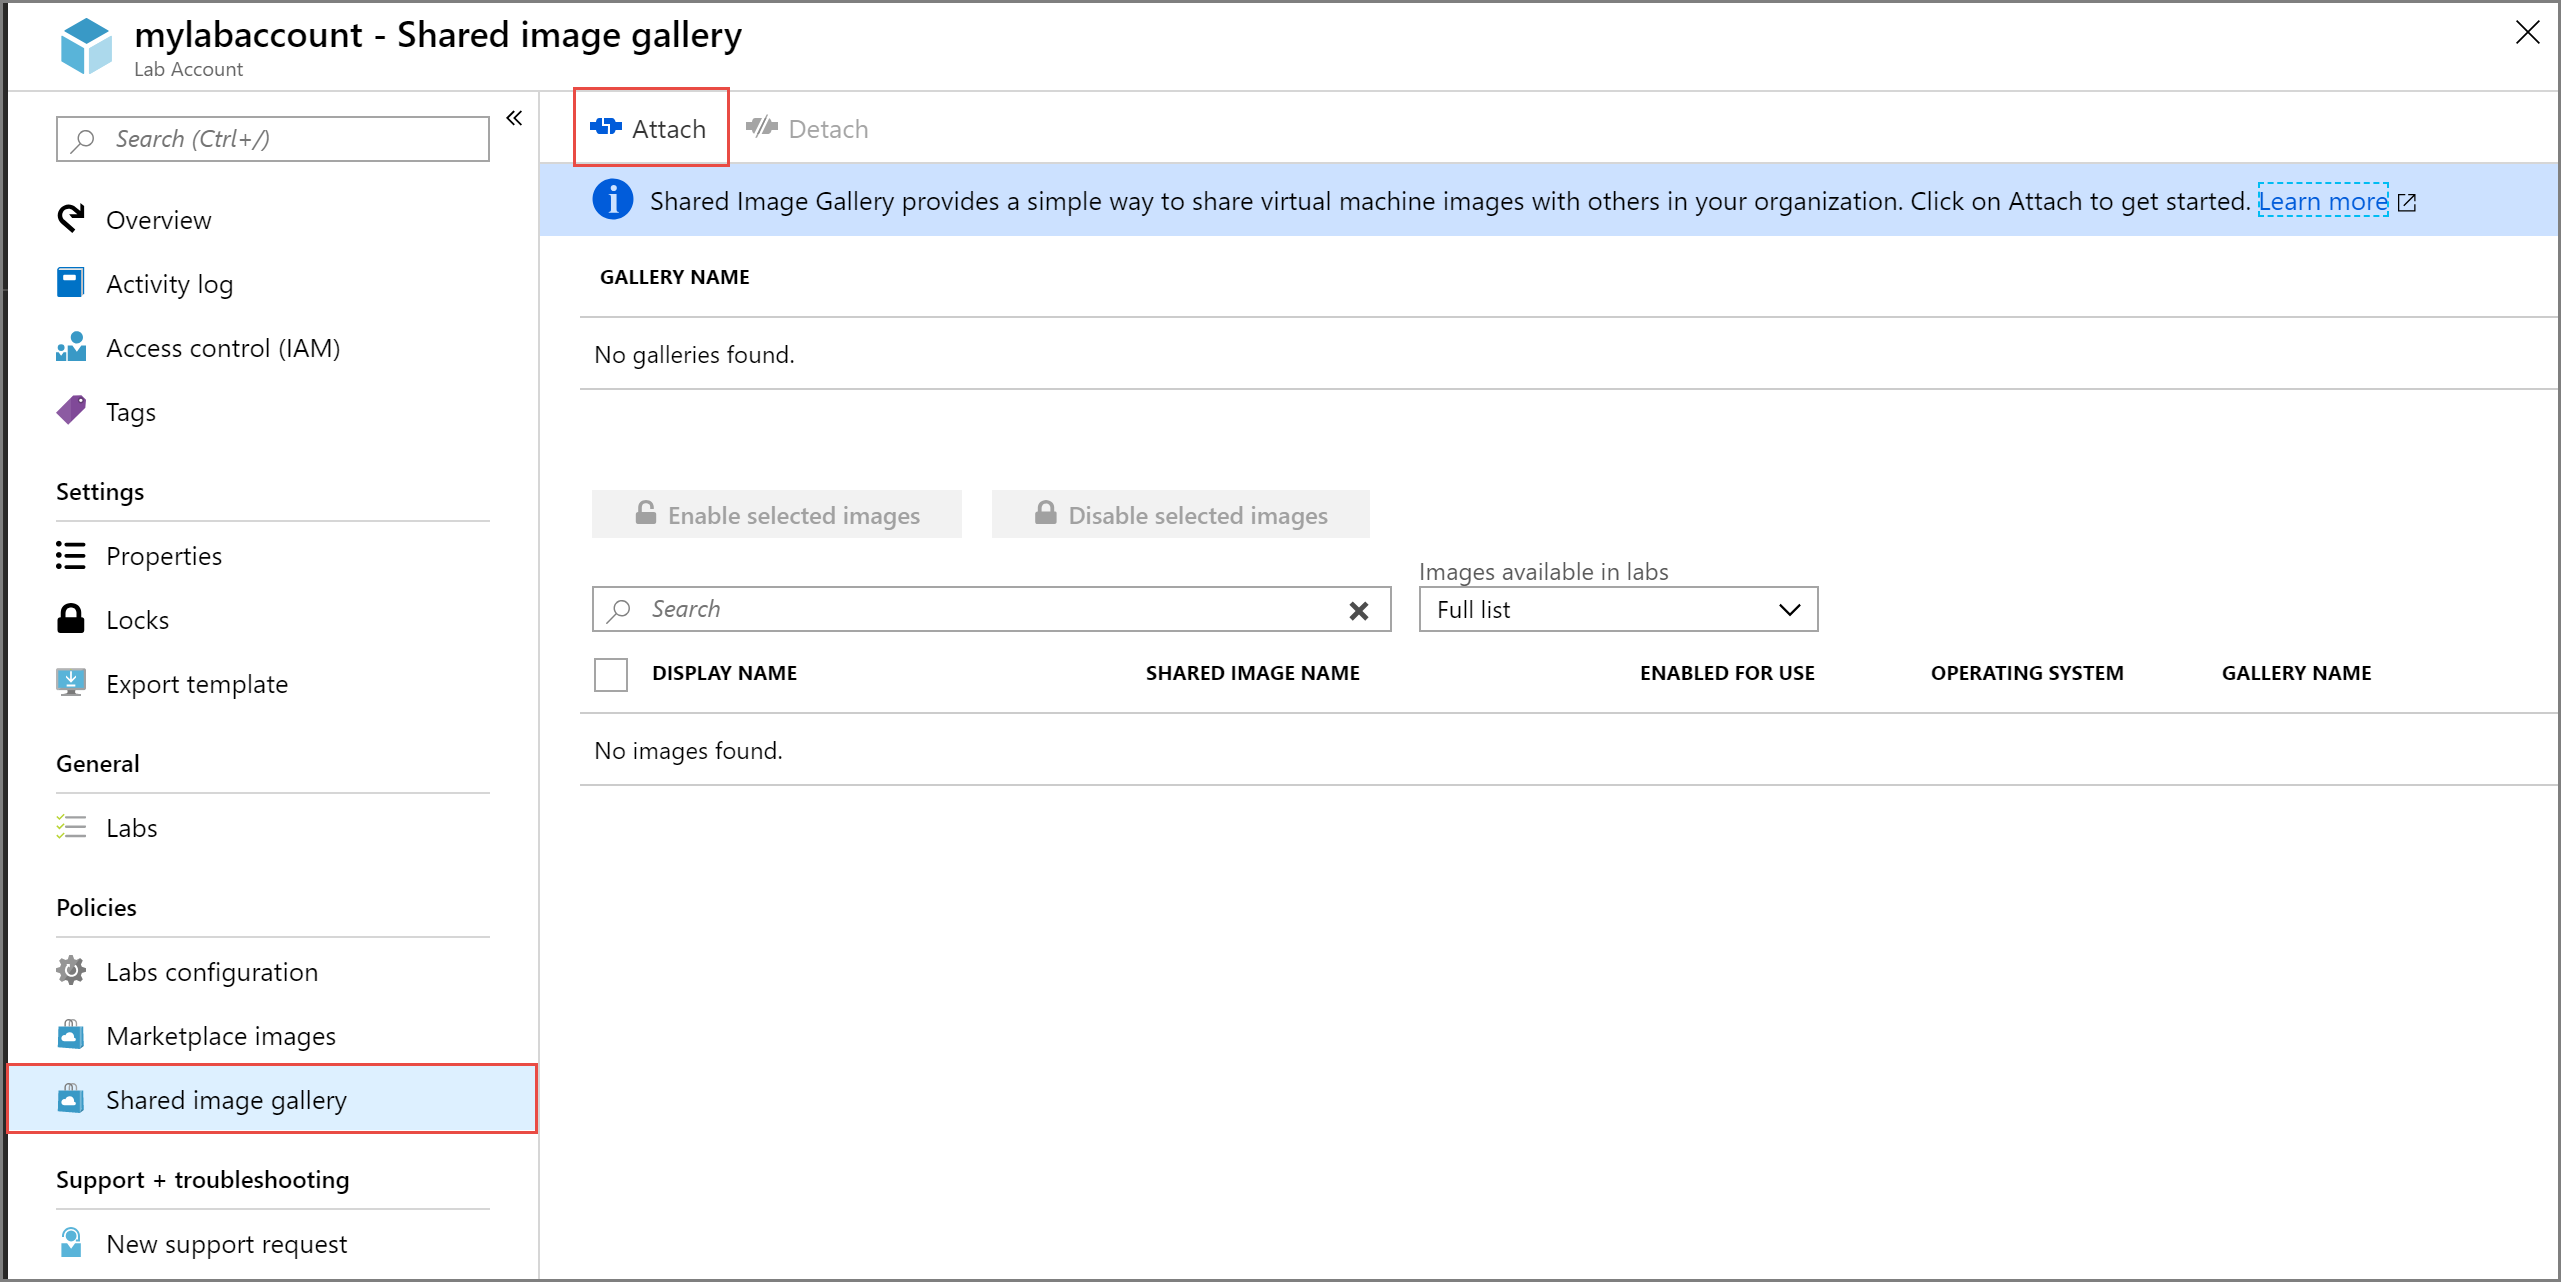 mylabaccount - Shared image gallery
Lab Account
Search (Ctrl+/)
Overview
Activity log
Access control (IAM)
Tags
Settings
Properties
Locks
Export template
General
Labs
Policies
Labs configuration
Marketplace images
Shared image gallery
Support + troubleshooting
New support request
Attach
Detach
Shared Image Gallery provides a simple way to share virtual machine images with others in your organization. Click on Attach to get started. Learn more
GALLERY NAME
No galleries found.
Enable selected images
Disable selected images
Images available in labs
Search
Full list
DISPLAY NAME SHARED IMAGE NAME ENABLED FOR USE OPERATING SYSTEM GALLERY NAME
No images found.